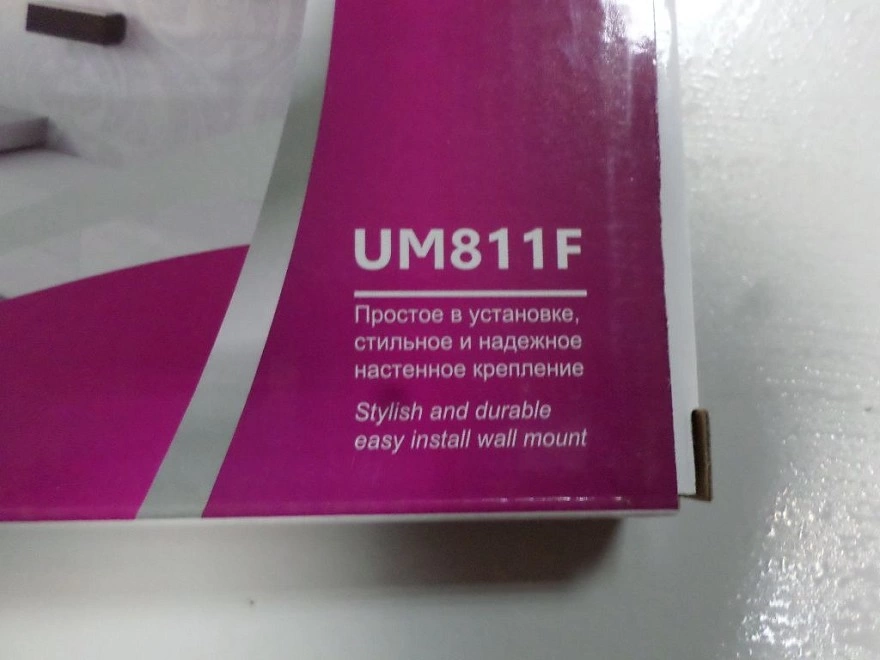 UM811F
Простое в установке,
стильное и надежное
настенное крепление
Stylish and durable
easy install wall mount